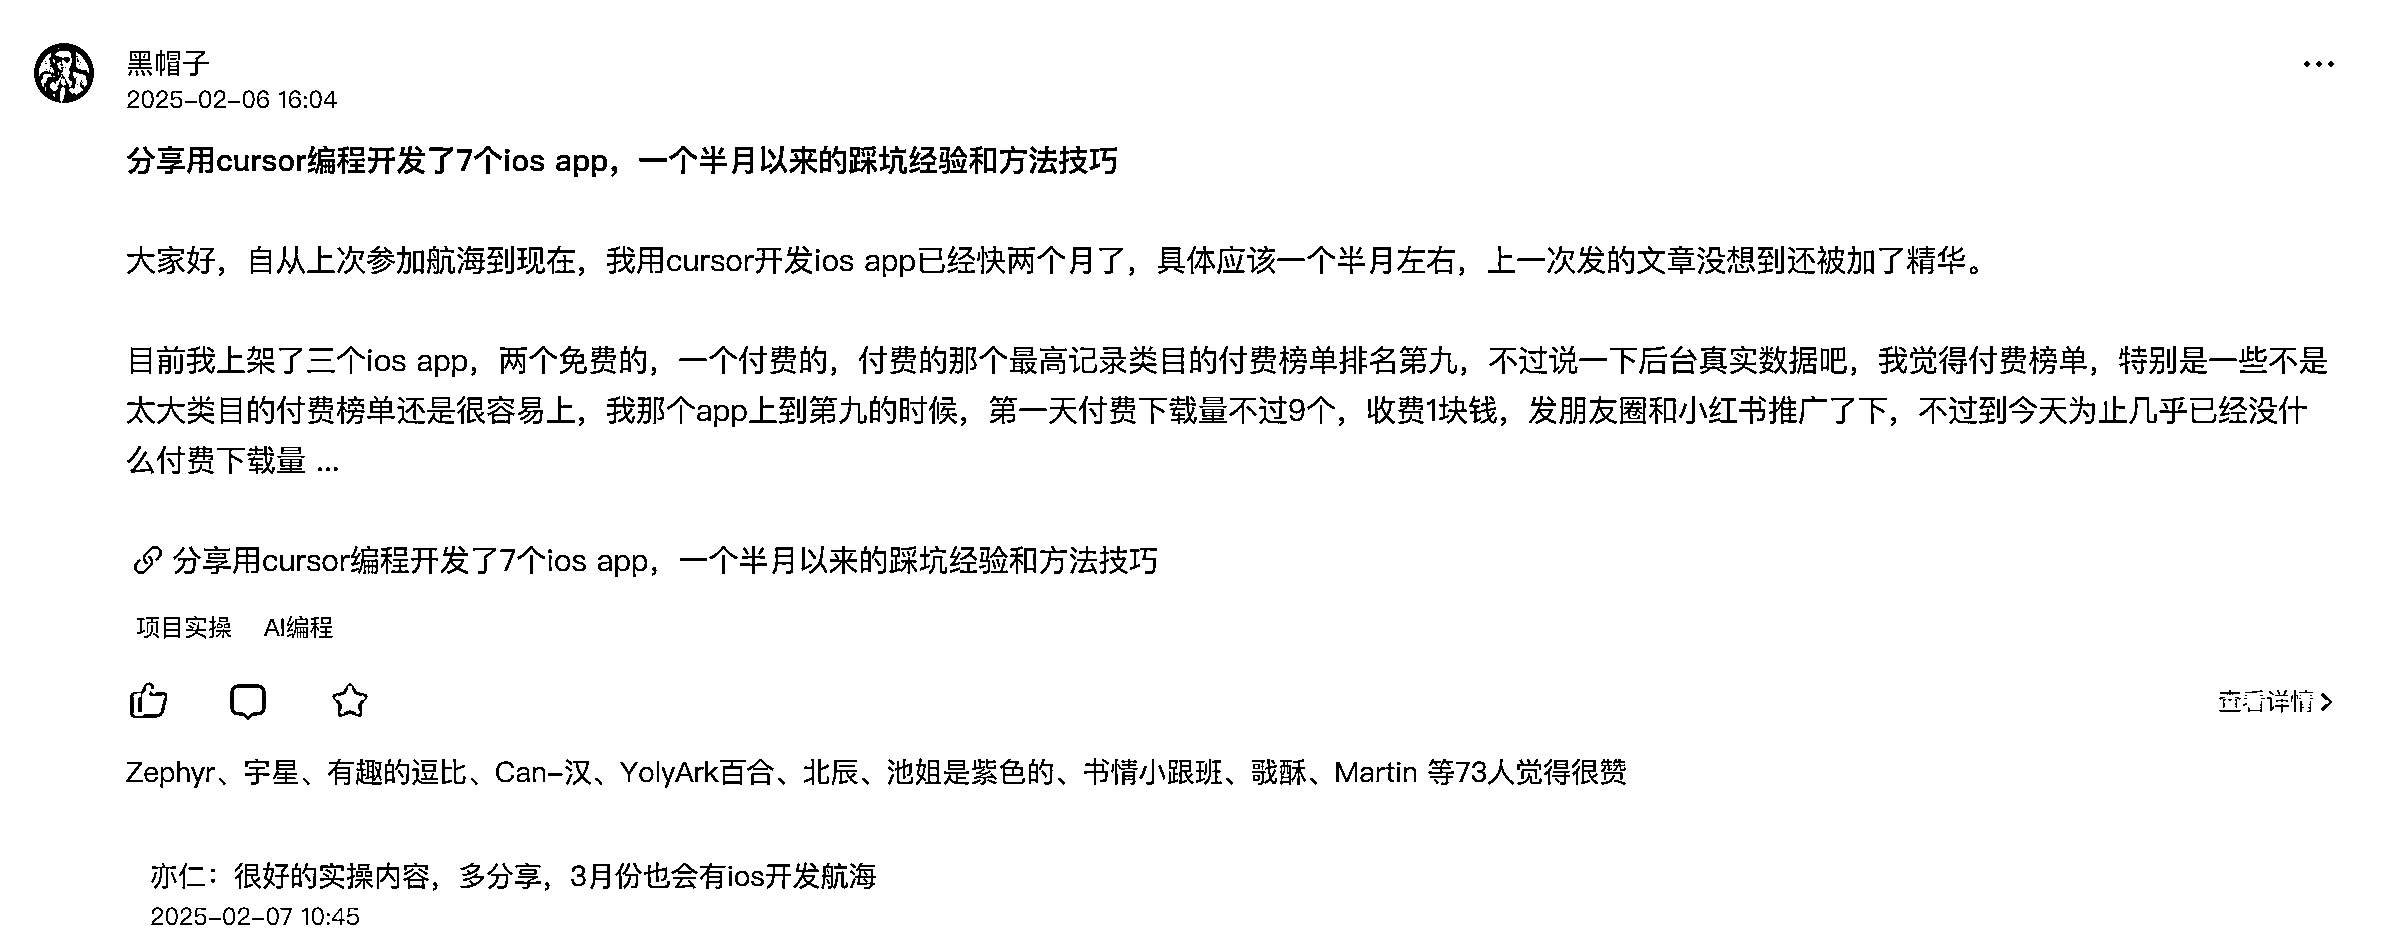 黑帽子
2025-02-06 16:04
分享用cursor编程开发了7个ios app，一个半月以来的踩坑经验和方法技巧
大家好，自从上次参加航海到现在，我用cursor开发ios app已经快两个月了，具体应该一个半月左右，上一次发的文章没想到还被加了精华。
目前我上架了三个ios app，两个免费的，一个付费的，付费的那个最高记录类目的付费榜单排名第九，不过说一下后台真实数据吧，我觉得付费榜单，特别是一些不是
太大类目的付费榜单还是很容易上，我那个app上到第九的时候，第一天付费下载量不过9个，收费1块钱，发朋友圈和小红书推广了下，不过到今天为止几乎已经没什
么付费下载量 ...
分享用cursor编程开发了7个ios app，一个半月以来的踩坑经验和方法技巧
项目实操 AI编程
查看详情
Zephyr、宇星、有趣的逗比、Can-汉、YolyArk百合、北辰、池姐是紫色的、书情小跟班、戬酥、Martin 等73人觉得很赞
亦仁：很好的实操内容，多分享，3月份也会有ios开发航海
2025-02-07 10:45